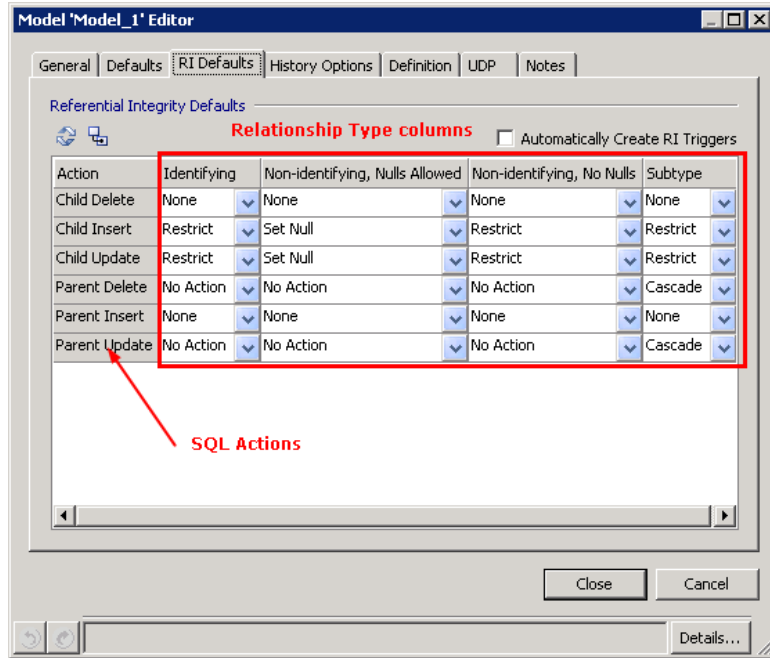 Model 'Model_1' Editor
General Defaults RI Defaults History Options Definition UDP Notes
Referential Integrity Defaults
Relationship Type columns Automatically Create RI Triggers
Action Identifying Non-identifying, Nulls Allowed Non-identifying, No Nulls Subtype
Child Delete None None None None
Child Insert Restrict Set Null Restrict Restrict
Child Update Restrict Set Null Restrict Restrict
Parent Delete No Action No Action No Action Cascade
Parent Insert None None None None
Parent Update No Action No Action No Action Cascade
SQL Actions
Close Cancel
Details...